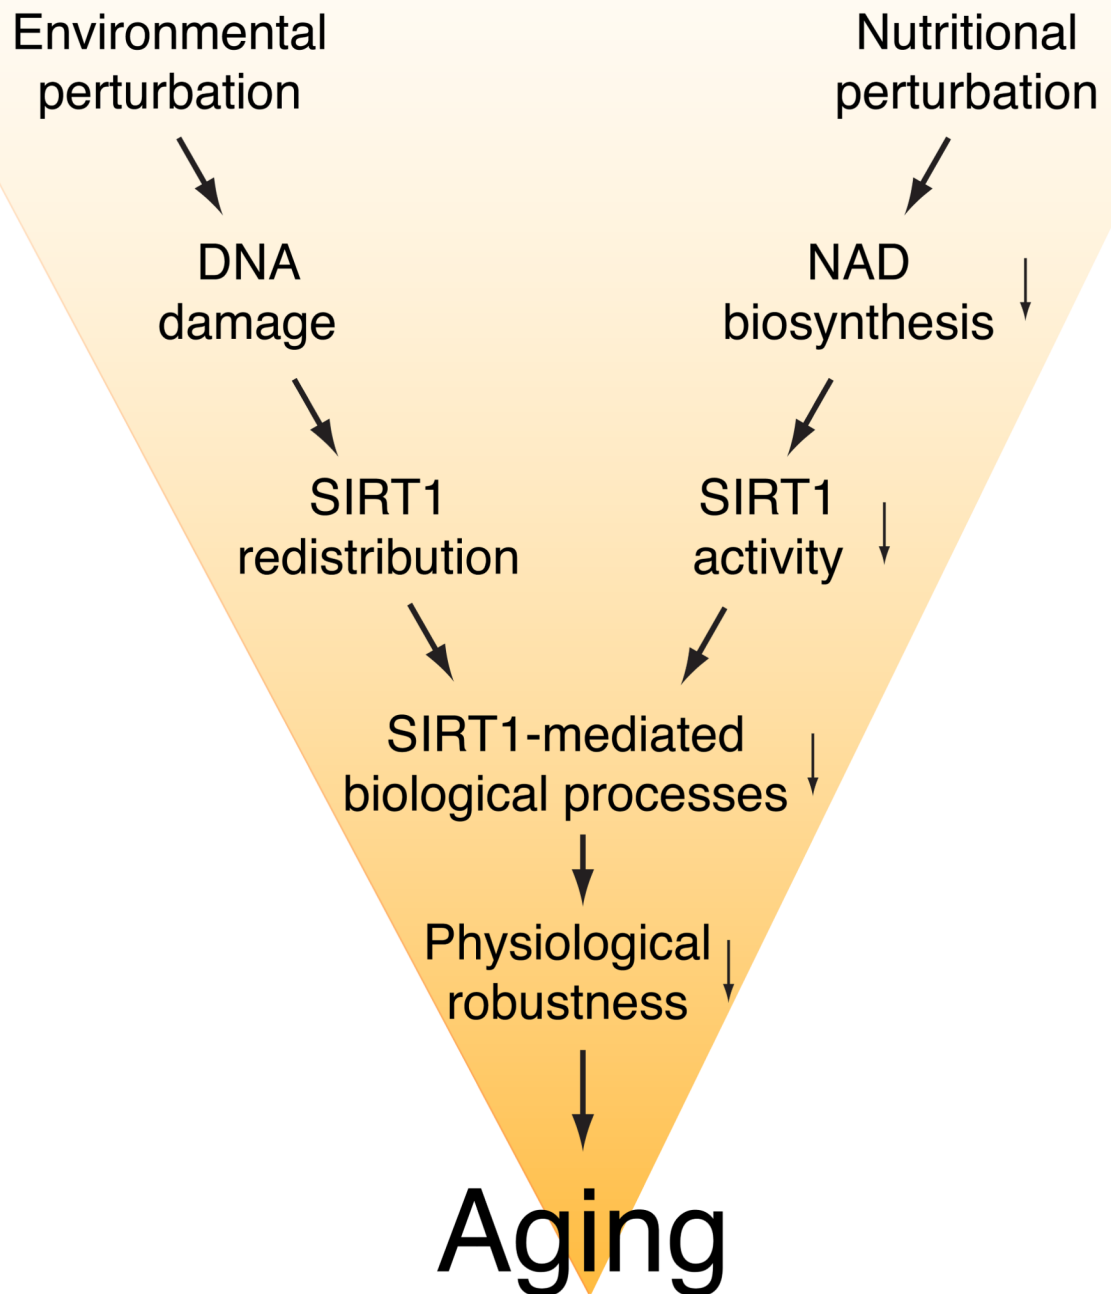 Environmental
perturbation
Nutritional
perturbation
DNA
damage
NAD
biosynthesis
SIRT1
redistribution
SIRT1
activity
SIRT1-mediated
biological processes
Physiological
robustness
Aging